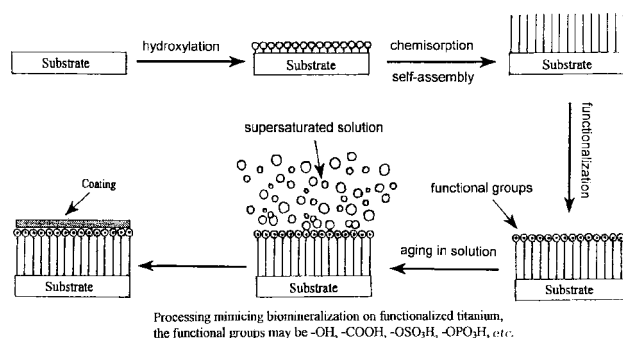 hydroxylation
Substrate
Substrate
chemisorption
self-assembly
Substrate
functionalization
supersaturated solution
Coating
functional groups
aging in solution
Substrate
Substrate
Substrate
Processing mimicing biomineralization on functionalized titanium,
the functional groups may be -OH, -COOH, -OSO₃H, -OPO₃H, etc.